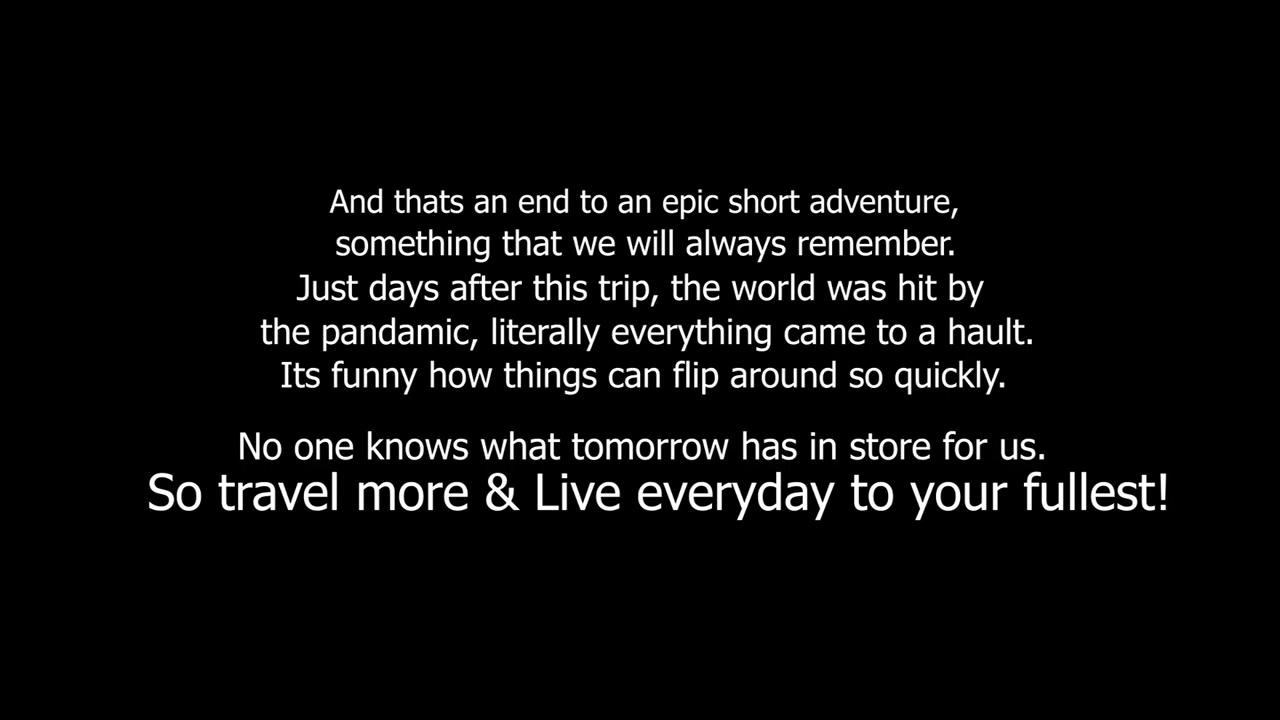 And thats an end to an epic short adventure,
something that we will always remember.
Just days after this trip, the world was hit by
the pandamic, literally everything came to a hault.
Its funny how things can flip around so quickly.
No one knows what tomorrow has in store for us.
So travel more & Live everyday to your fullest!